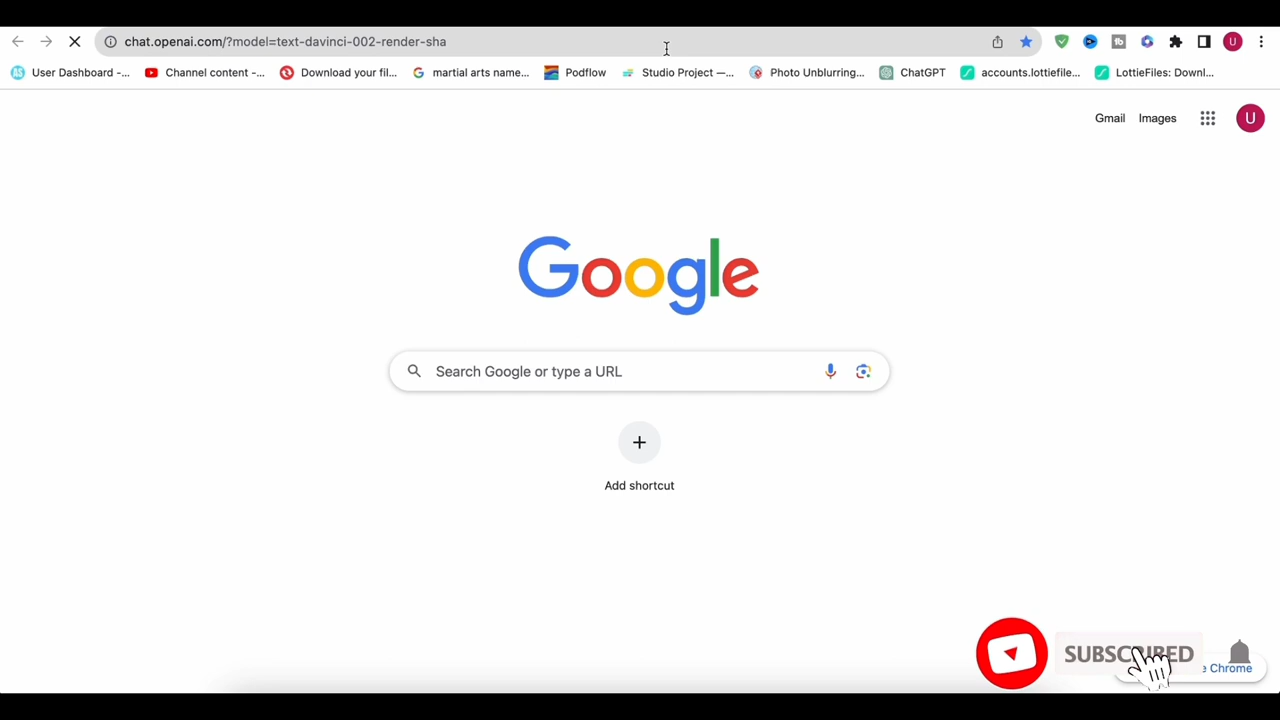 chat.openai.com/?model=text-davinci-002-render-sha
U
User Dashboard -...
Channel content -...
Download your fil...
martial arts name...
Podflow
Studio Project —...
Photo Unblurring...
ChatGPT
accounts.lottiefile...
LottieFiles: Downl...
Gmail
Images
U
Google
Search Google or type a URL
Add shortcut
SUBSCRIBED
e Chrome